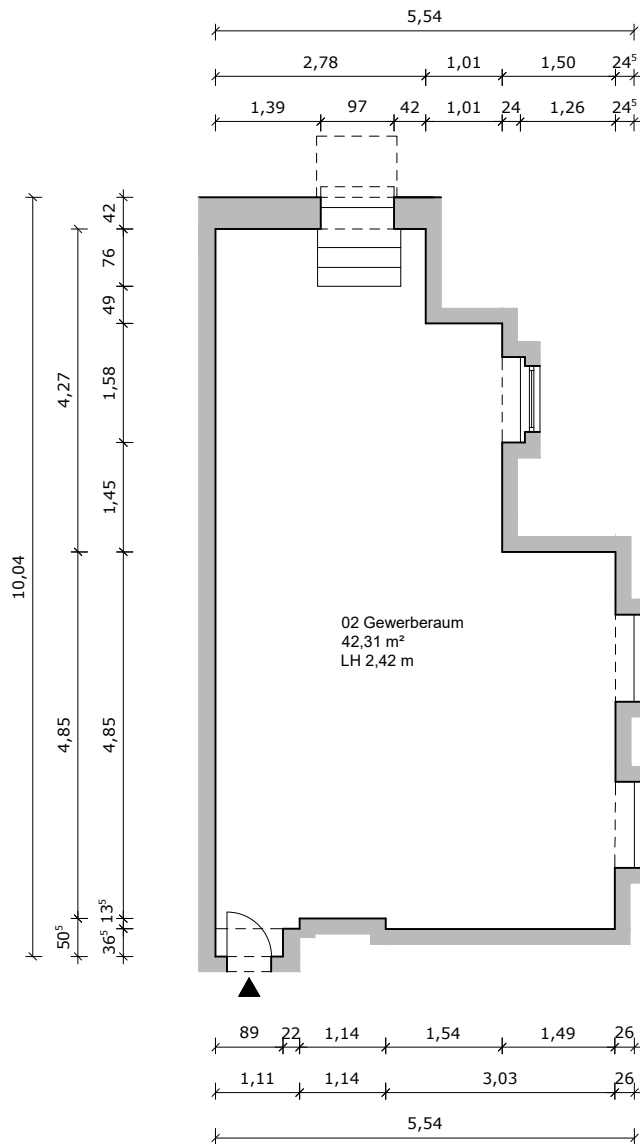 5,54
2,78 1,01 1,50 24⁵
1,39 97 42 1,01 24 1,26 24⁵
42
76
49
4,27
1,58
1,45
10,04
02 Gewerberaum
42,31 m²
LH 2,42 m
4,85 4,85
50⁵ 36⁵ 13⁵
89 22 1,14 1,54 1,49 26
1,11 1,14 3,03 26
5,54